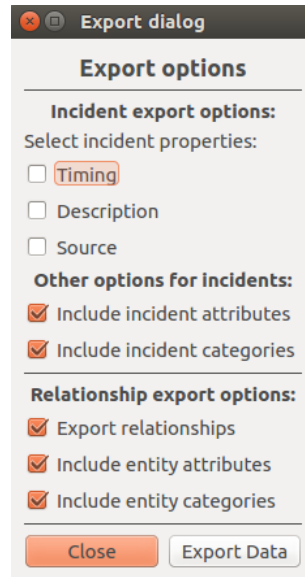 Export dialog
Export options
Incident export options:
Select incident properties:
Timing
Description
Source
Other options for incidents:
Include incident attributes
Include incident categories
Relationship export options:
Export relationships
Include entity attributes
Include entity categories
Close Export Data